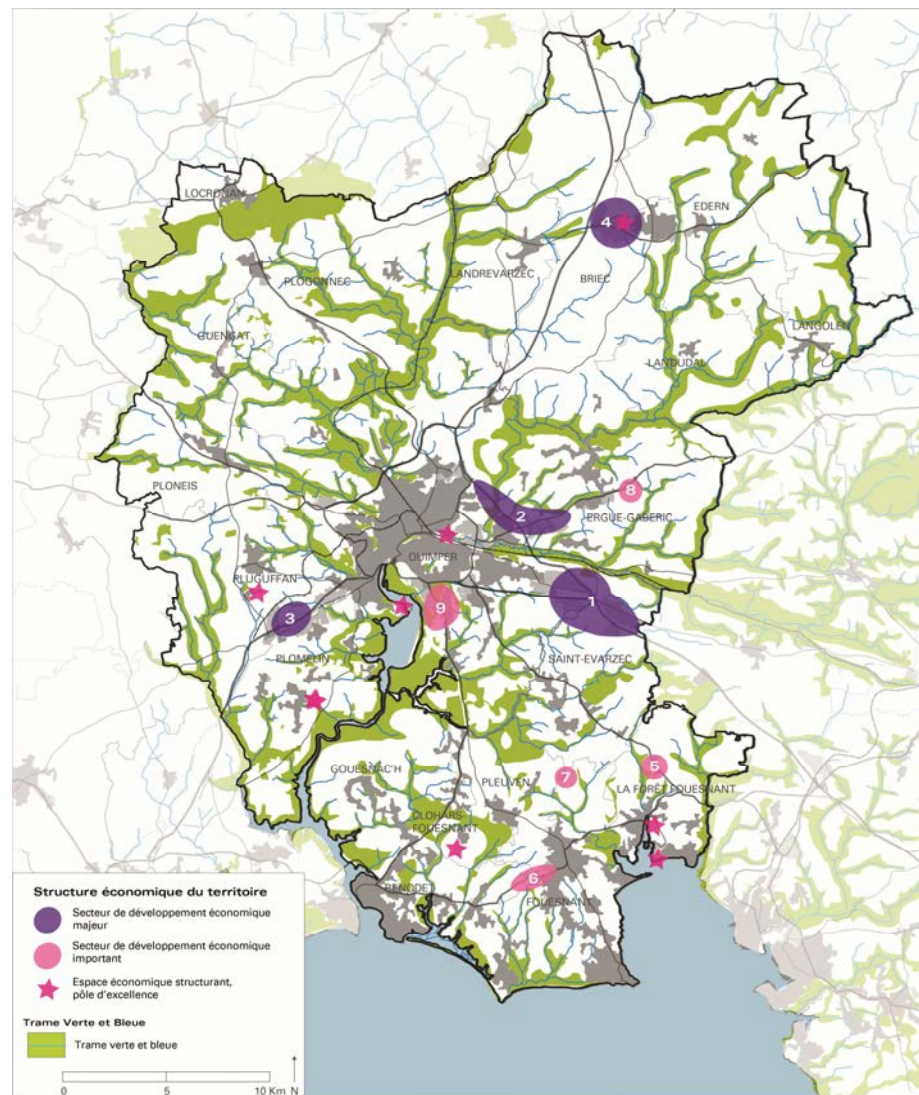 LOCRONAN
EDERN
4
PLOGONNEC
LANDREVARZEC
BRIEC
LANGOLEN
GUENGAT
LANDUDAL
PLONEIS
8
2
ERGUE-GABERIC
QUIMPER
PLUGUFFAN
1
9
3
SAINT-EVARZEC
PLOMELIN
GOUESNAC'H
PLEUVEN
7
5
LA FORÊT FOUESNANT
CLOHARS-
FOUESNANT
6
BENODET
FOUESNANT
Structure économique du territoire
Secteur de développement économique
majeur
Secteur de développement économique
important
Espace économique structurant,
pôle d'excellence
Trame Verte et Bleue
Trame verte et bleue
0 5 10 Km N